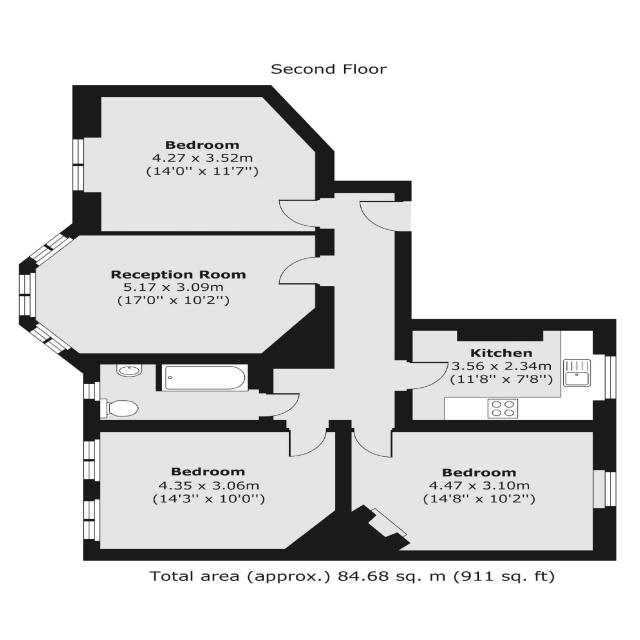 Second Floor
Bedroom
4.27 x 3.52m
(14'0" x 11'7")
Reception Room
5.17 x 3.09m
(17'0" x 10'2")
Kitchen
3.56 x 2.34m
(11'8" x 7'8")
Bedroom
4.35 x 3.06m
(14'3" x 10'0")
Bedroom
4.47 x 3.10m
(14'8" x 10'2")
Total area (approx.) 84.68 sq. m (911 sq. ft)